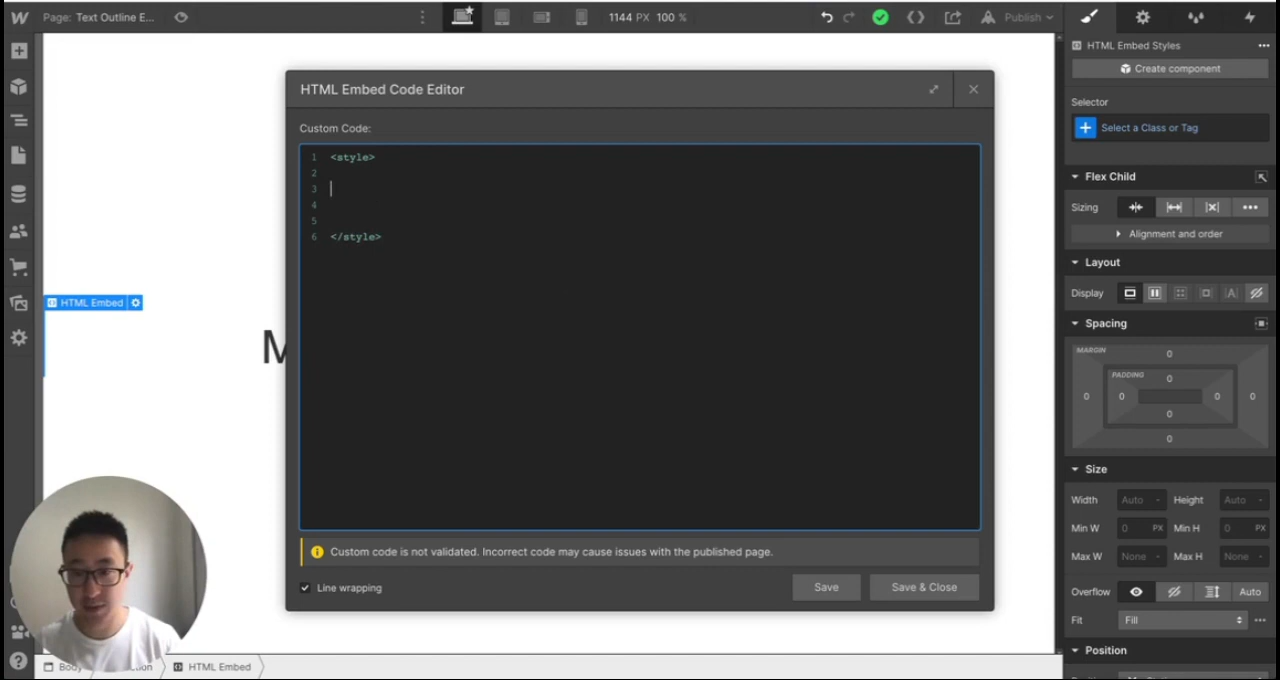 W Page: Text Outline E... 1144 PX 100 % Publish
HTML Embed Styles
Create component
Selector
Select a Class or Tag
HTML Embed Code Editor
Custom Code:
1 <style>
2
3
4
5
6 </style>
HTML Embed
M
Custom code is not validated. Incorrect code may cause issues with the published page.
Line wrapping
Save
Save & Close
Body
HTML Embed
Flex Child
Sizing
Alignment and order
Layout
Display
Spacing
MARGIN
0
PADDING
0
0 0 0 0
0
0
Size
Width Auto - Height Auto -
Min W 0 PX Min H 0 PX
Max W None - Max H None -
Overflow Auto
Fit Fill
Position